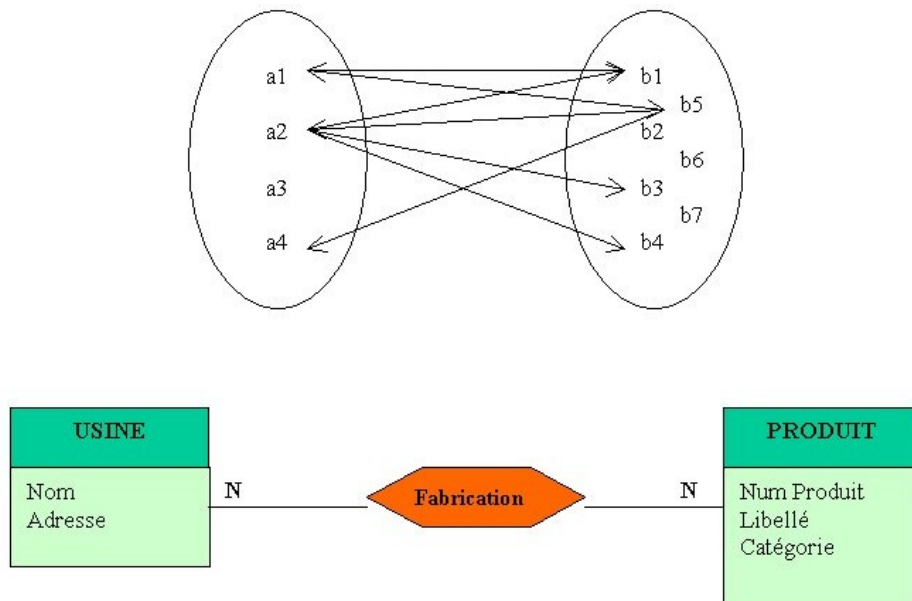 a1
b1
b5
a2
b2
b6
a3
b3
b7
a4
b4
USINE
PRODUIT
Nom
Adresse
N
Fabrication
N
Num Produit
Libellé
Catégorie